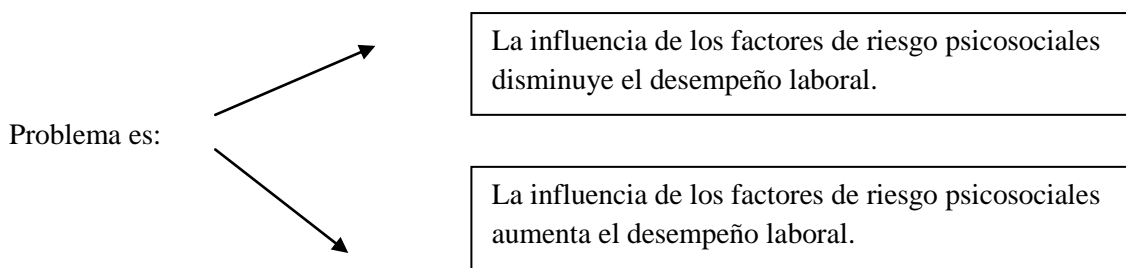 La influencia de los factores de riesgo psicosociales
disminuye el desempeño laboral.
Problema es:
La influencia de los factores de riesgo psicosociales
aumenta el desempeño laboral.